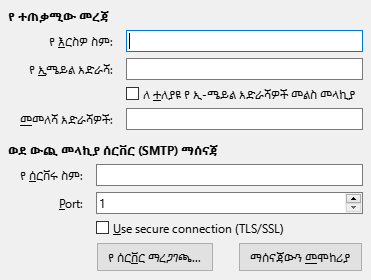 የ ተጠቃሚው መረጃ
የ እርስዎ ስም:
የ ኢሜይል አድራሻ:
ለ ተለያዩ የ ኢ-ሜይል አድራሻዎች መልስ መላኪያ
መመለሻ አድራሻዎች:
ወደ ውጪ መላኪያ ሰርቨር (SMTP) ማሰናጃ
የ ሰርቨሩ ስም:
Port: 1
Use secure connection (TLS/SSL)
የ ሰርቨር ማረጋገጫ... ማሰናጃውን መሞከሪያ